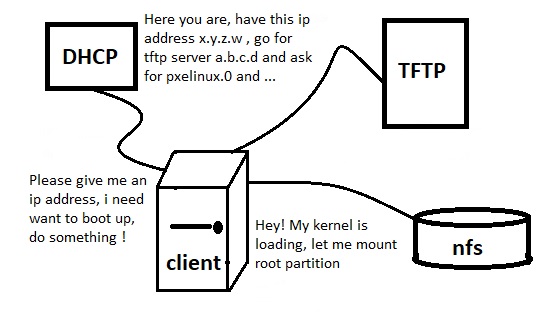 DHCP
Here you are, have this ip
address x.y.z.w , go for
tftp server a.b.c.d and ask
for pxelinux.0 and ...
TFTP
Please give me an
ip address, i need
want to boot up,
do something !
client
Hey! My kernel is
loading, let me mount
root partition
nfs